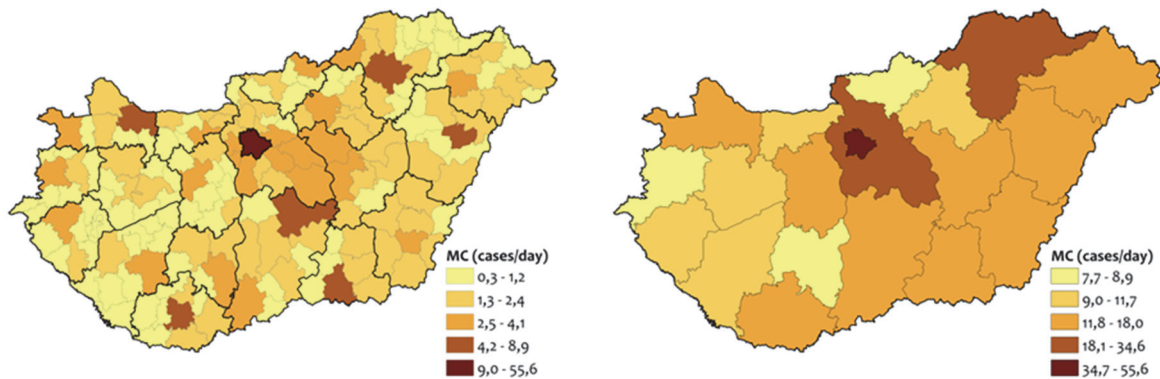 MC (cases/day)
0,3 - 1,2
1,3 - 2,4
2,5 - 4,1
4,2 - 8,9
9,0 - 55,6
MC (cases/day)
7,7 - 8,9
9,0 - 11,7
11,8 - 18,0
18,1 - 34,6
34,7 - 55,6